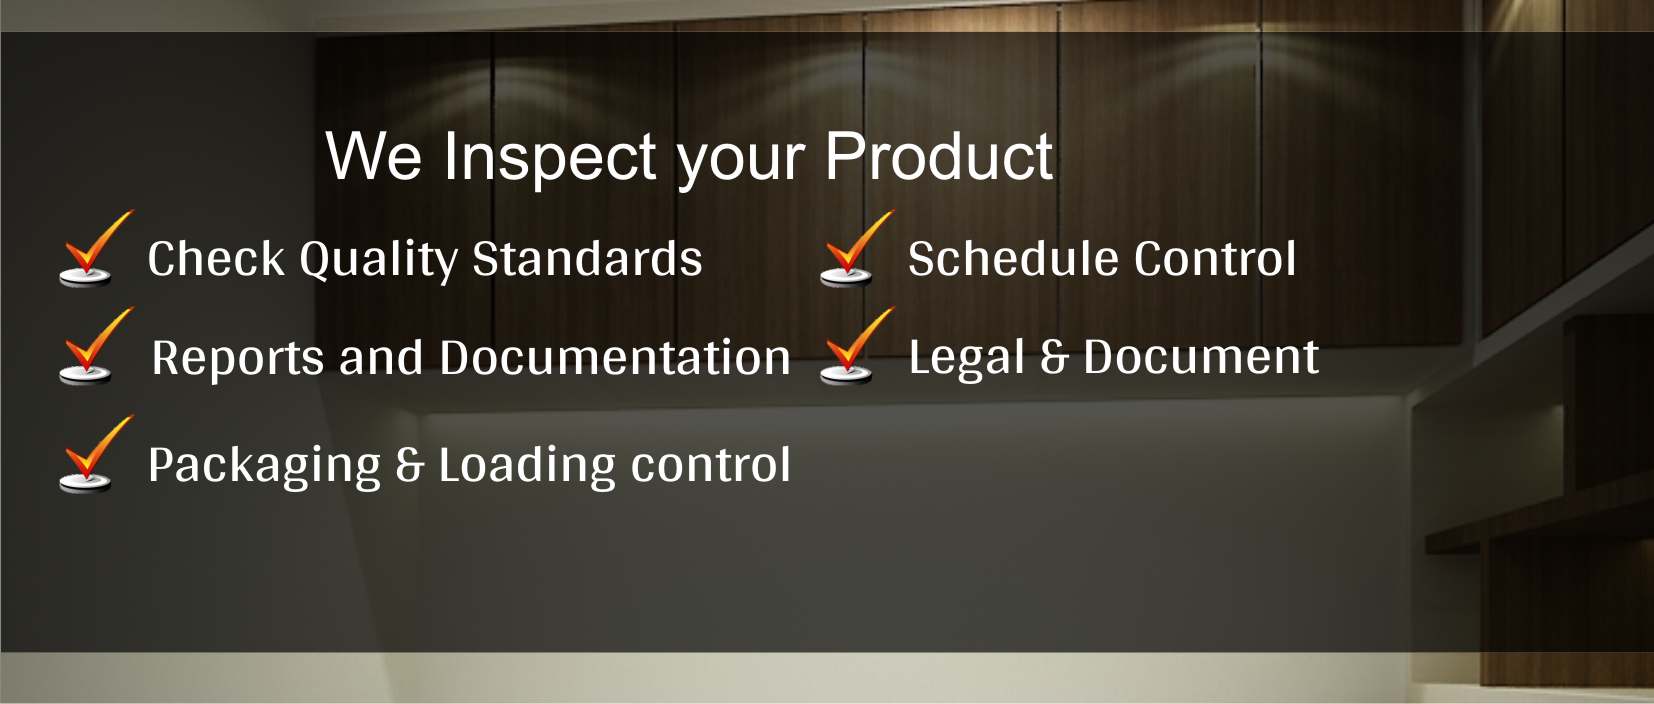 We Inspect your Product
Check Quality Standards
Schedule Control
Reports and Documentation
Legal & Document
Packaging & Loading control